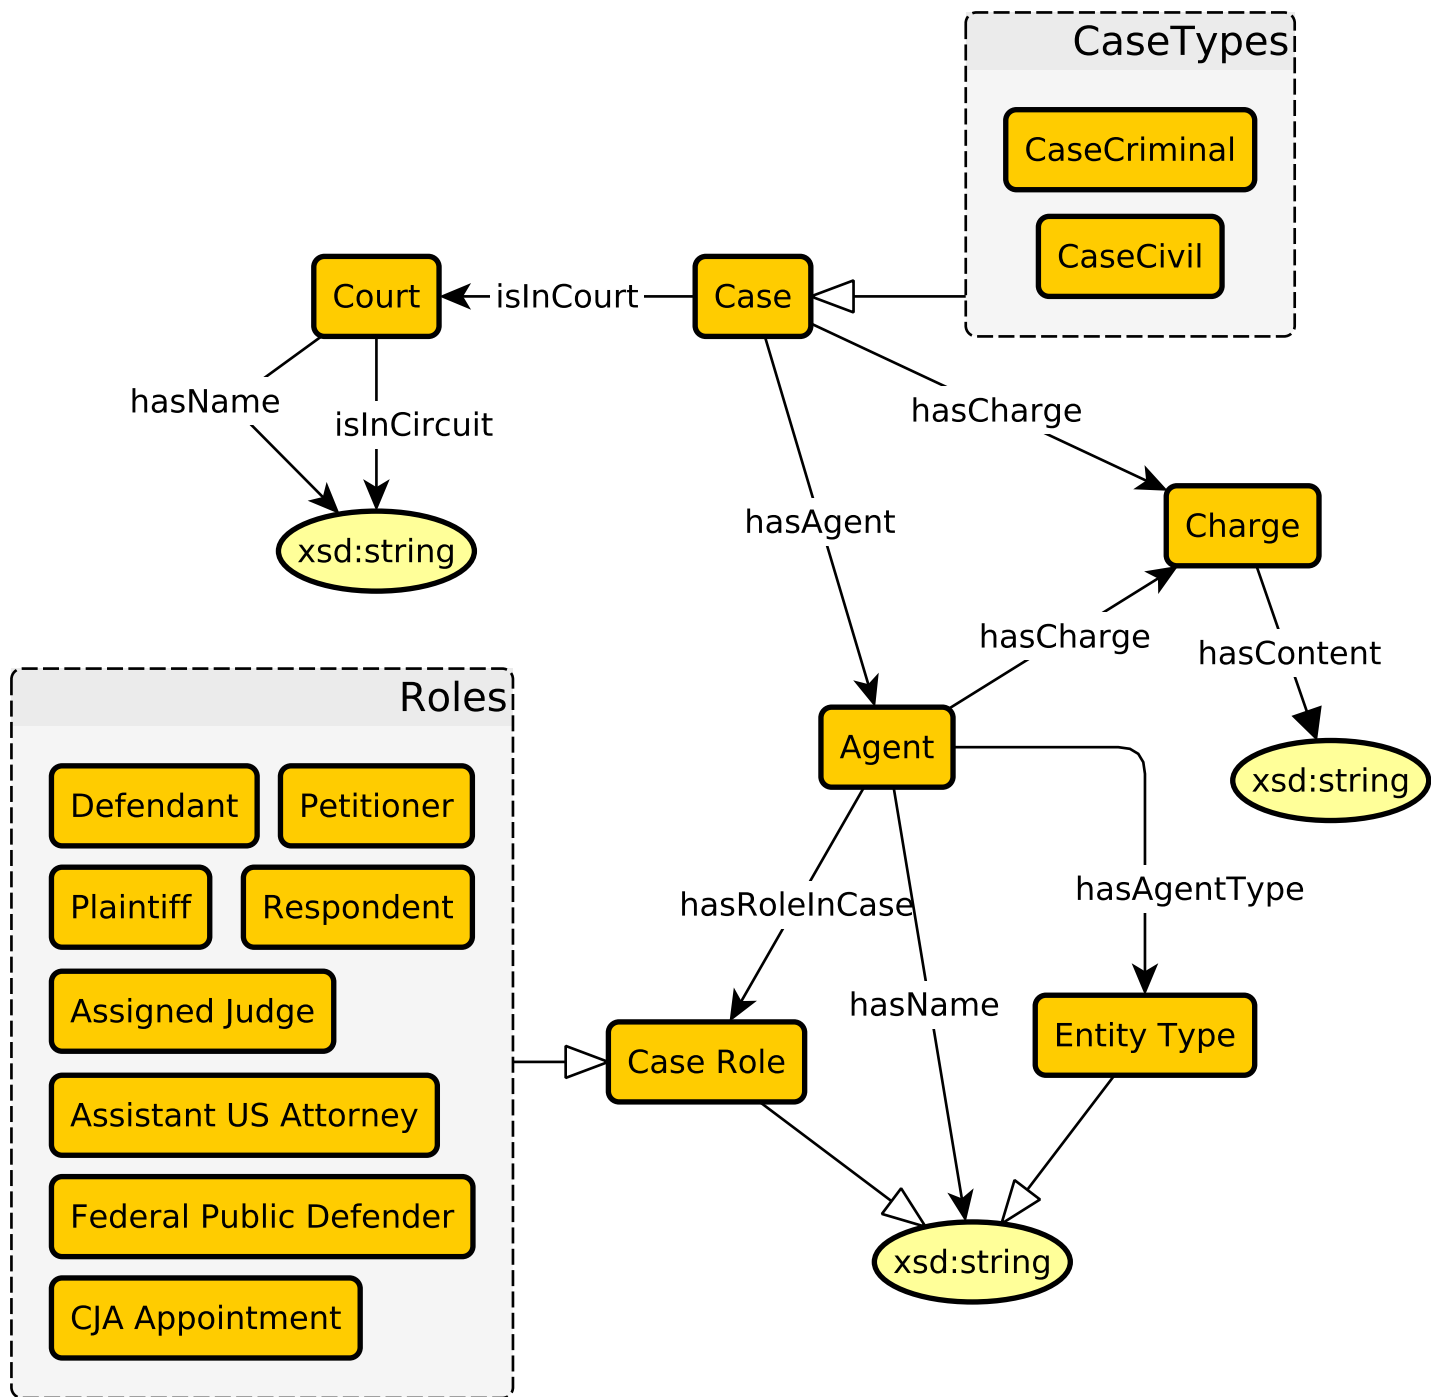 CaseTypes
CaseCriminal
CaseCivil
Court
isInCourt
Case
hasName
isInCircuit
hasCharge
hasAgent
Charge
xsd:string
hasCharge
hasContent
Roles
Agent
xsd:string
Defendant
Petitioner
Plaintiff
Respondent
hasRoleInCase
hasAgentType
Assigned Judge
hasName
Entity Type
Case Role
Assistant US Attorney
Federal Public Defender
xsd:string
CJA Appointment